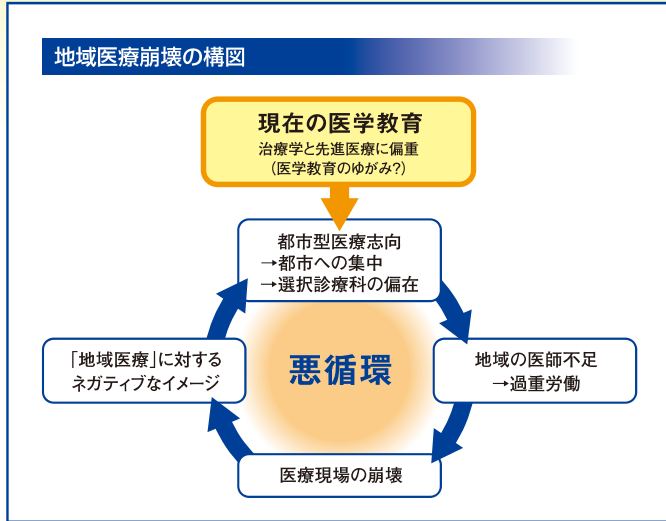 地域医療崩壊の構図
現在の医学教育
治療学と先進医療に偏重
(医学教育のゆがみ?)
都市型医療志向
→都市への集中
→選択診療科の偏在
「地域医療」に対する
ネガティブなイメージ
悪循環
地域の医師不足
→過重労働
医療現場の崩壊